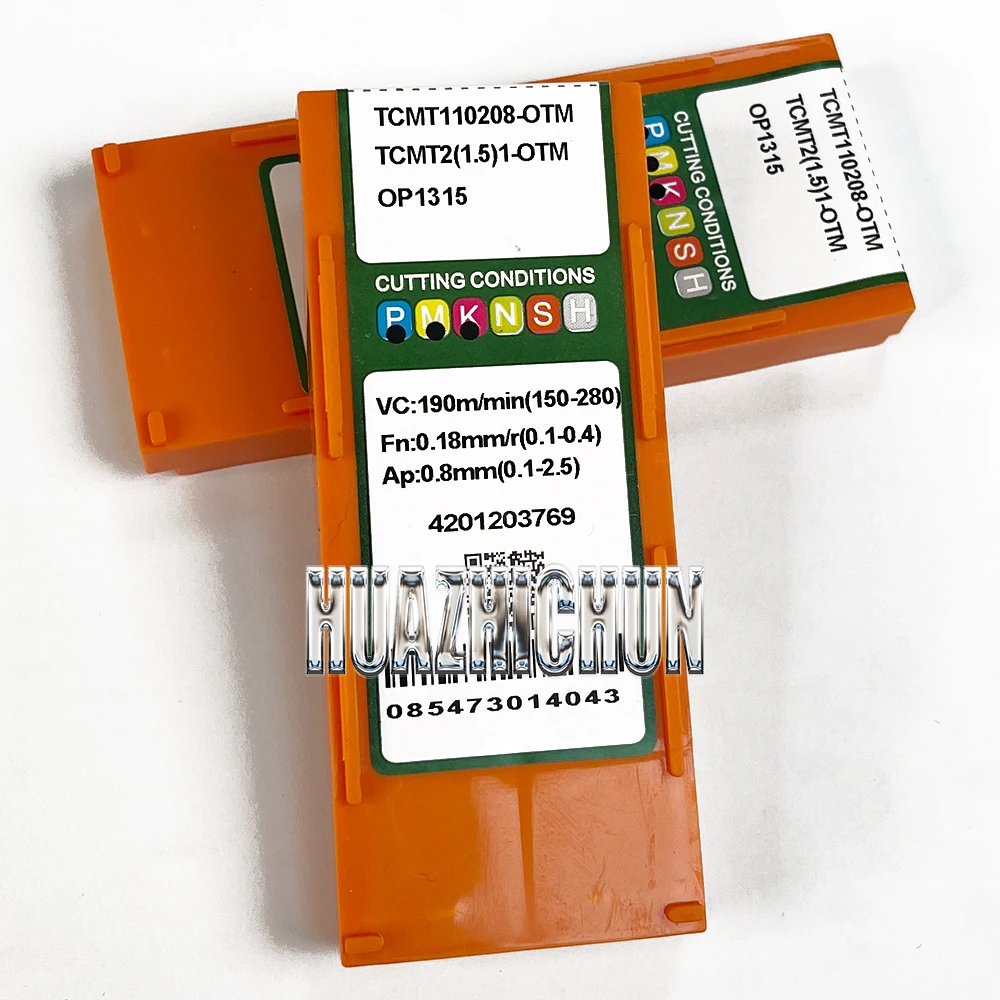 TCMT110208-OTM
TCMT2(1.5)1-OTM
OP1315
CUTTING CONDITIONS
P M K N S H
VC:190m/min(150-280)
Fn:0.18mm/r(0.1-0.4)
Ap:0.8mm(0.1-2.5)
4201203769
HUAZHICHUN
085473014043
TCMT110208-OTM
TCMT2(1.5)1-OTM
OP1315
CUTTING CONDITIONS
P M K N S H